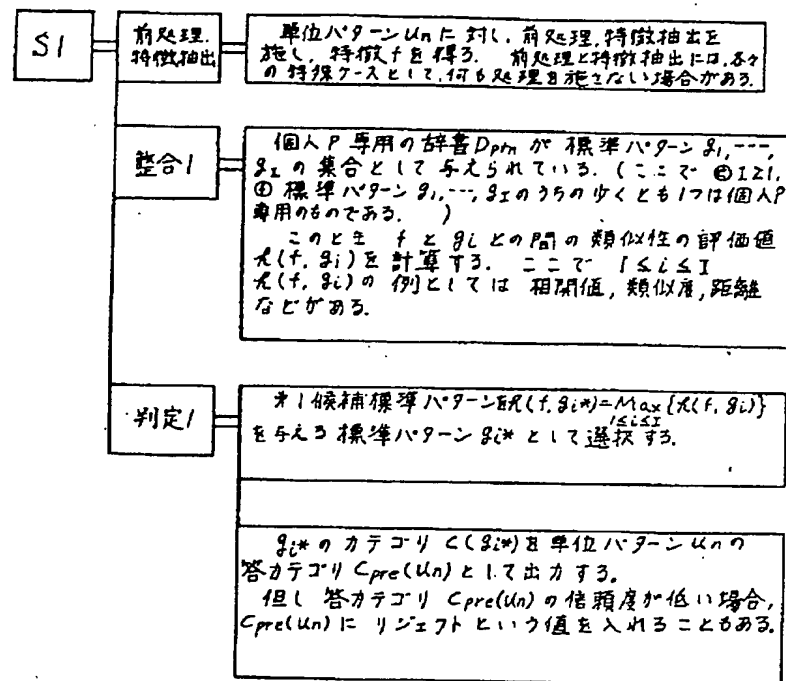 S1
前処理.
特徴抽出
単位パターンUnに対し,前処理,特徴抽出を
施し,特徴fを得る. 前処理と特徴抽出には,各々
の特殊ケースとして,何も処理を施さない場合がある.
整合1
個人P専用の辞書Dptnが標準パターンg1,---,
gIの集合として与えられている.(ここで I≧1,
標準パターンg1,---,gIのうちの少くとも1つは個人P
専用のものである. )
このとき fとgiとの間の類似性の評価値
h(f,gi)を計算する. ここで 1≤i≤I
h(f,gi)の例としては相関値,類似度,距離
などがある.
判定1
才1候補標準パターンをh(f,gi*)=Max{h(f,gi)}
1≤i≤I
を与える標準パターンgi*として選択する.
gi*のカテゴリC(gi*)を単位パターンUnの
答カテゴリCpre(Un)として出力する.
但し答カテゴリCpre(Un)の信頼度が低い場合,
Cpre(Un)にリジェクトという値を入れることもある.